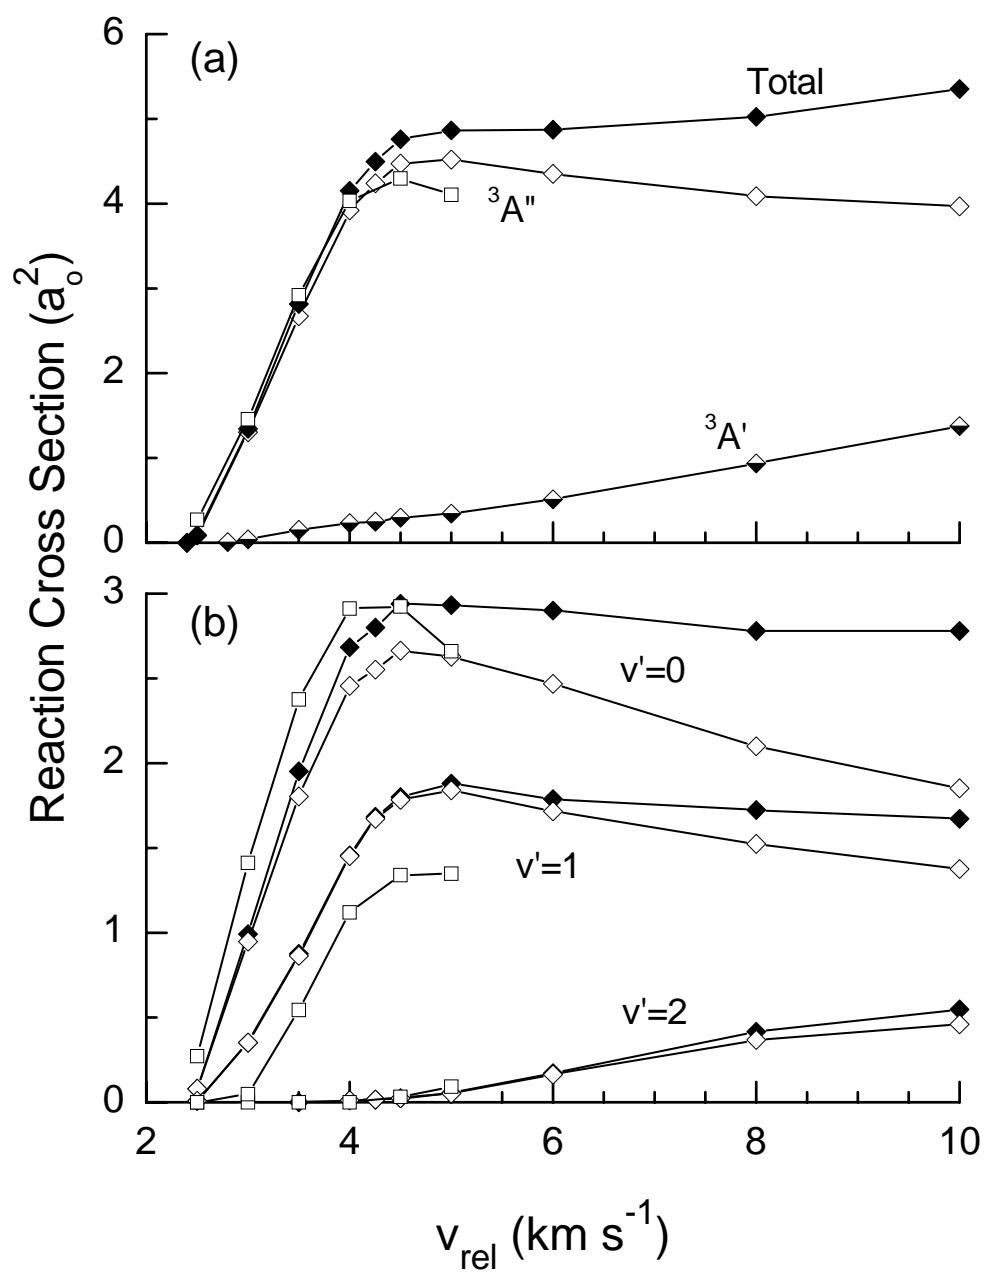 Reaction Cross Section (a₀²)
(a)
6
4
2
0
Total
³A"
³A'
(b)
3
2
1
0
v'=0
v'=1
v'=2
2 4 6 8 10
v_rel (km s⁻¹)